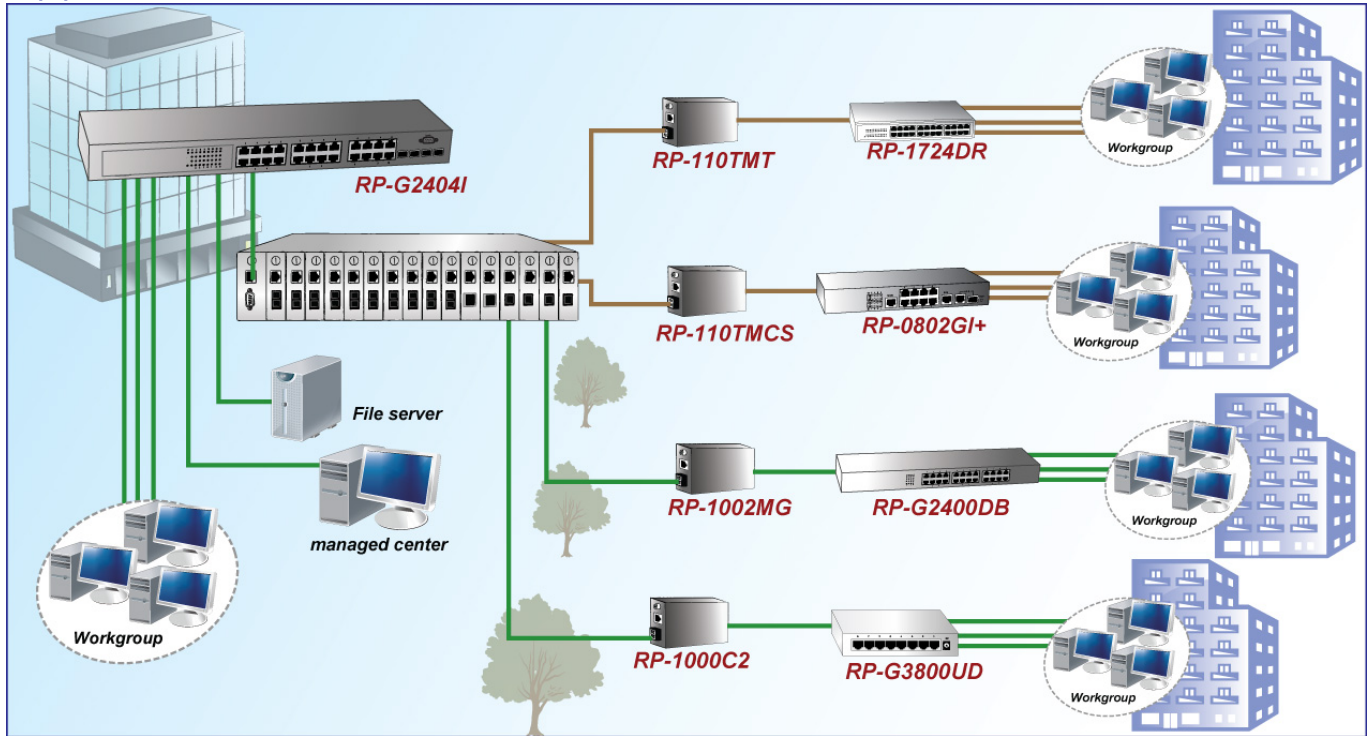 RP-G2404I
RP-110TMT
RP-1724DR
Workgroup
RP-110TMCS
RP-0802GI+
Workgroup
File server
managed center
RP-1002MG
RP-G2400DB
Workgroup
Workgroup
RP-1000C2
RP-G3800UD
Workgroup